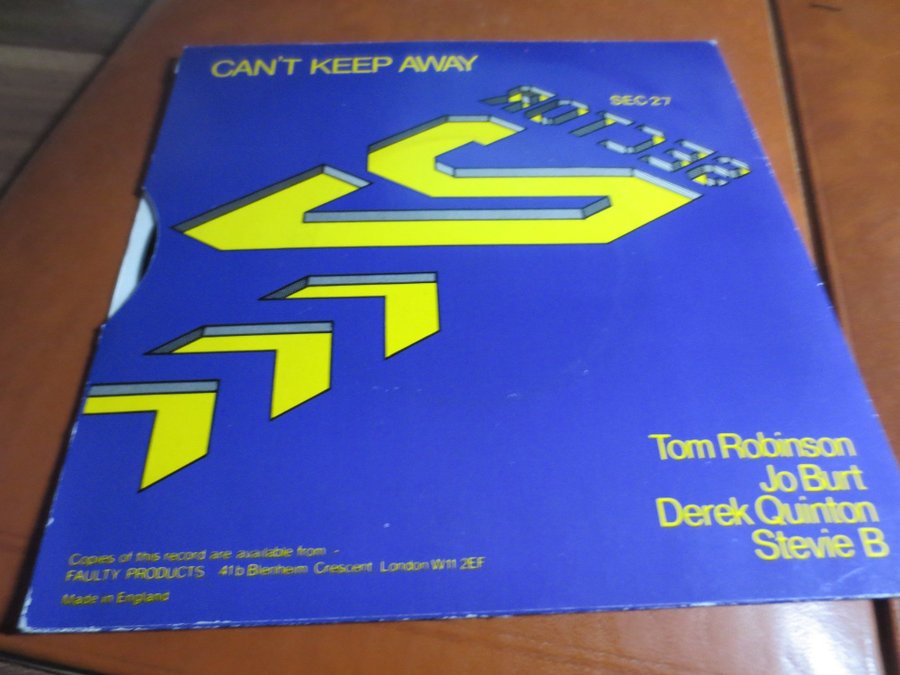 CAN'T KEEP AWAY
SEC 27
SECTOR
Tom Robinson
Jo Burt
Derek Quinton
Stevie B
Copies of this record are available from -
FAULTY PRODUCTS 41b Blenheim Crescent London W11 2EF
Made in England